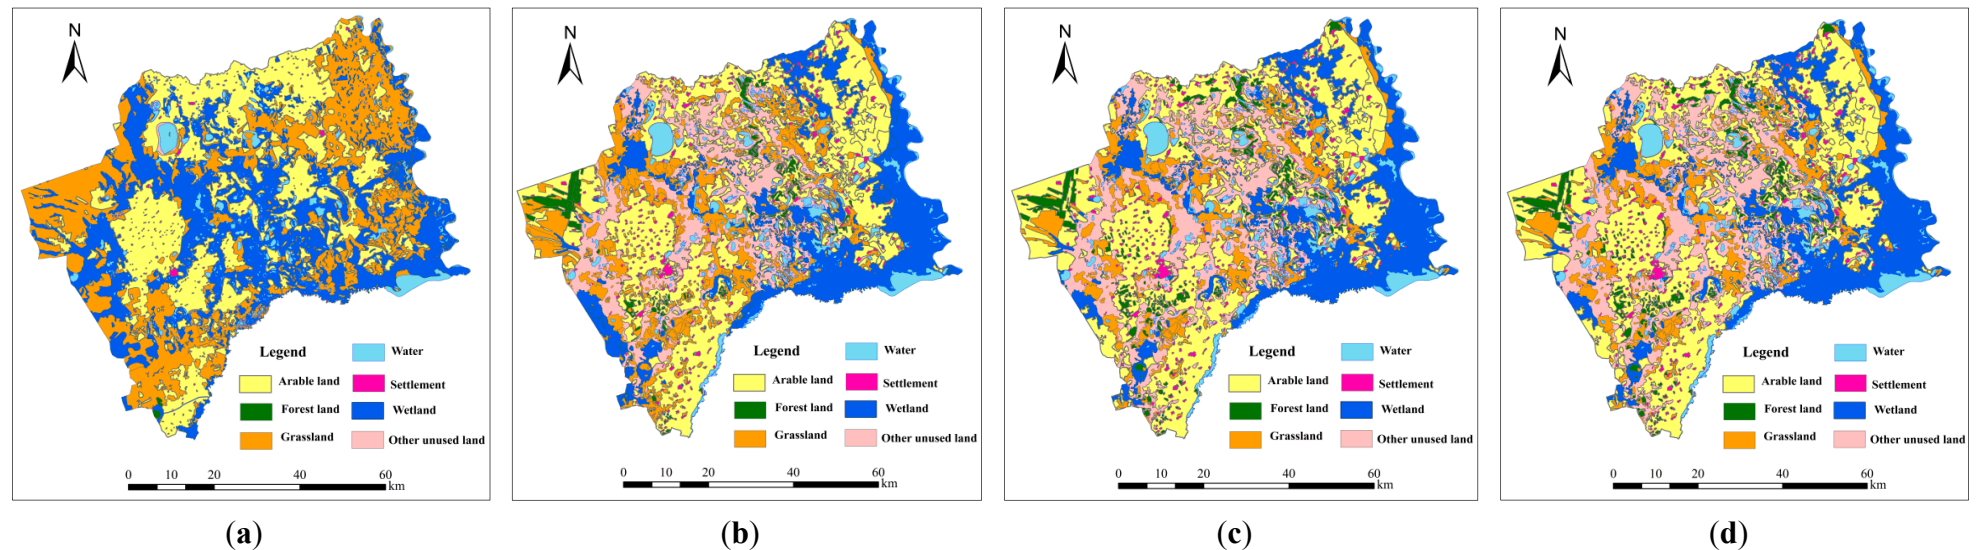 N
Legend
Water
Arable land
Settlement
Forest land
Wetland
Grassland
Other unused land
0 10 20 40 60
km
(a)
N
Legend
Water
Arable land
Settlement
Forest land
Wetland
Grassland
Other unused land
0 10 20 40 60
km
(b)
N
Legend
Water
Arable land
Settlement
Forest land
Wetland
Grassland
Other unused land
0 10 20 40 60
km
(c)
N
Legend
Water
Arable land
Settlement
Forest land
Wetland
Grassland
Other unused land
0 10 20 40 60
km
(d)